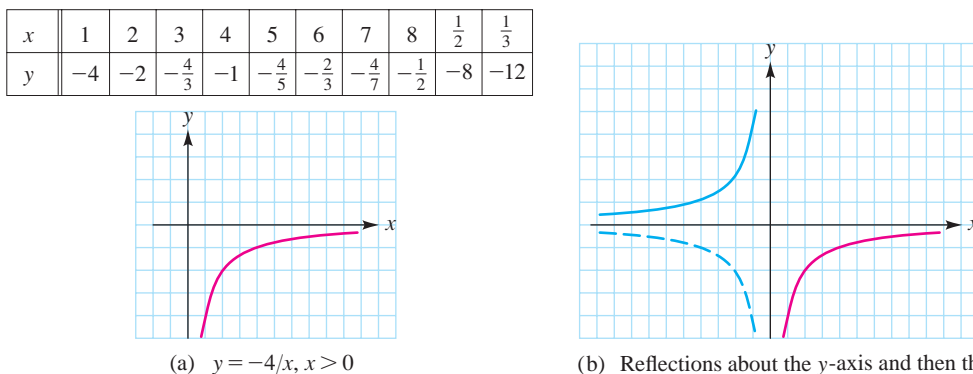 x 1 2 3 4 5 6 7 8 1/2 1/3
y −4 −2 −4/3 −1 −4/5 −2/3 −4/7 −1/2 −8 −12
y
x
(a) y = −4/x, x > 0
y
x
(b) Reflections about the y-axis and then th